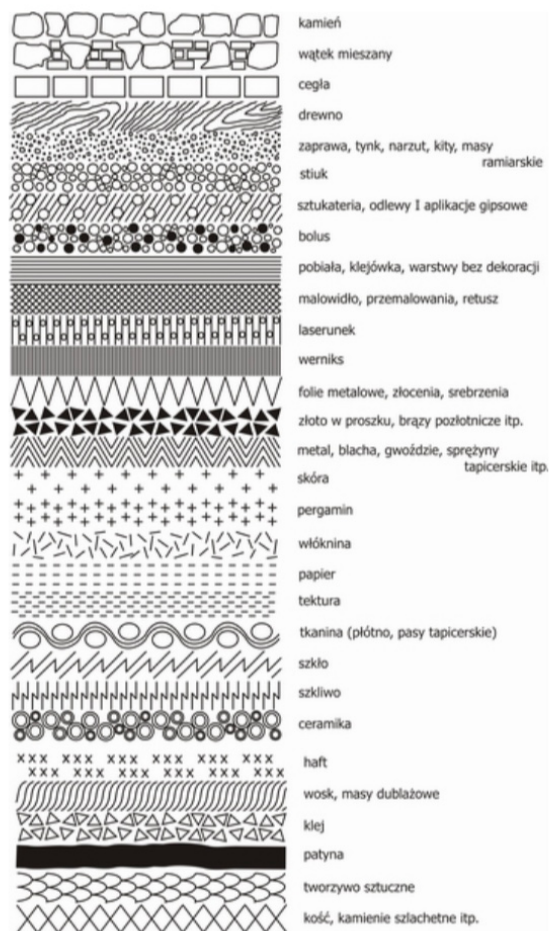 kamień
wątek mieszany
cegła
drewno
zaprawa, tynk, narzut, kity, masy
ramiarskie
stiuk
sztukateria, odlewy I aplikacje gipsowe
bolus
pobiała, klejówka, warstwy bez dekoracji
malowidło, przemalowania, retusz
laserunek
werniks
folie metalowe, złocenia, srebrzenia
złoto w proszku, brązy pozłotnicze itp.
metal, blacha, gwoździe, sprężyny
tapicerskie itp.
skóra
pergamin
włóknina
papier
tektura
tkanina (płótno, pasy tapicerskie)
szkło
szkliwo
ceramika
haft
wosk, masy dublażowe
klej
patyna
tworzywo sztuczne
kość, kamienie szlachetne itp.